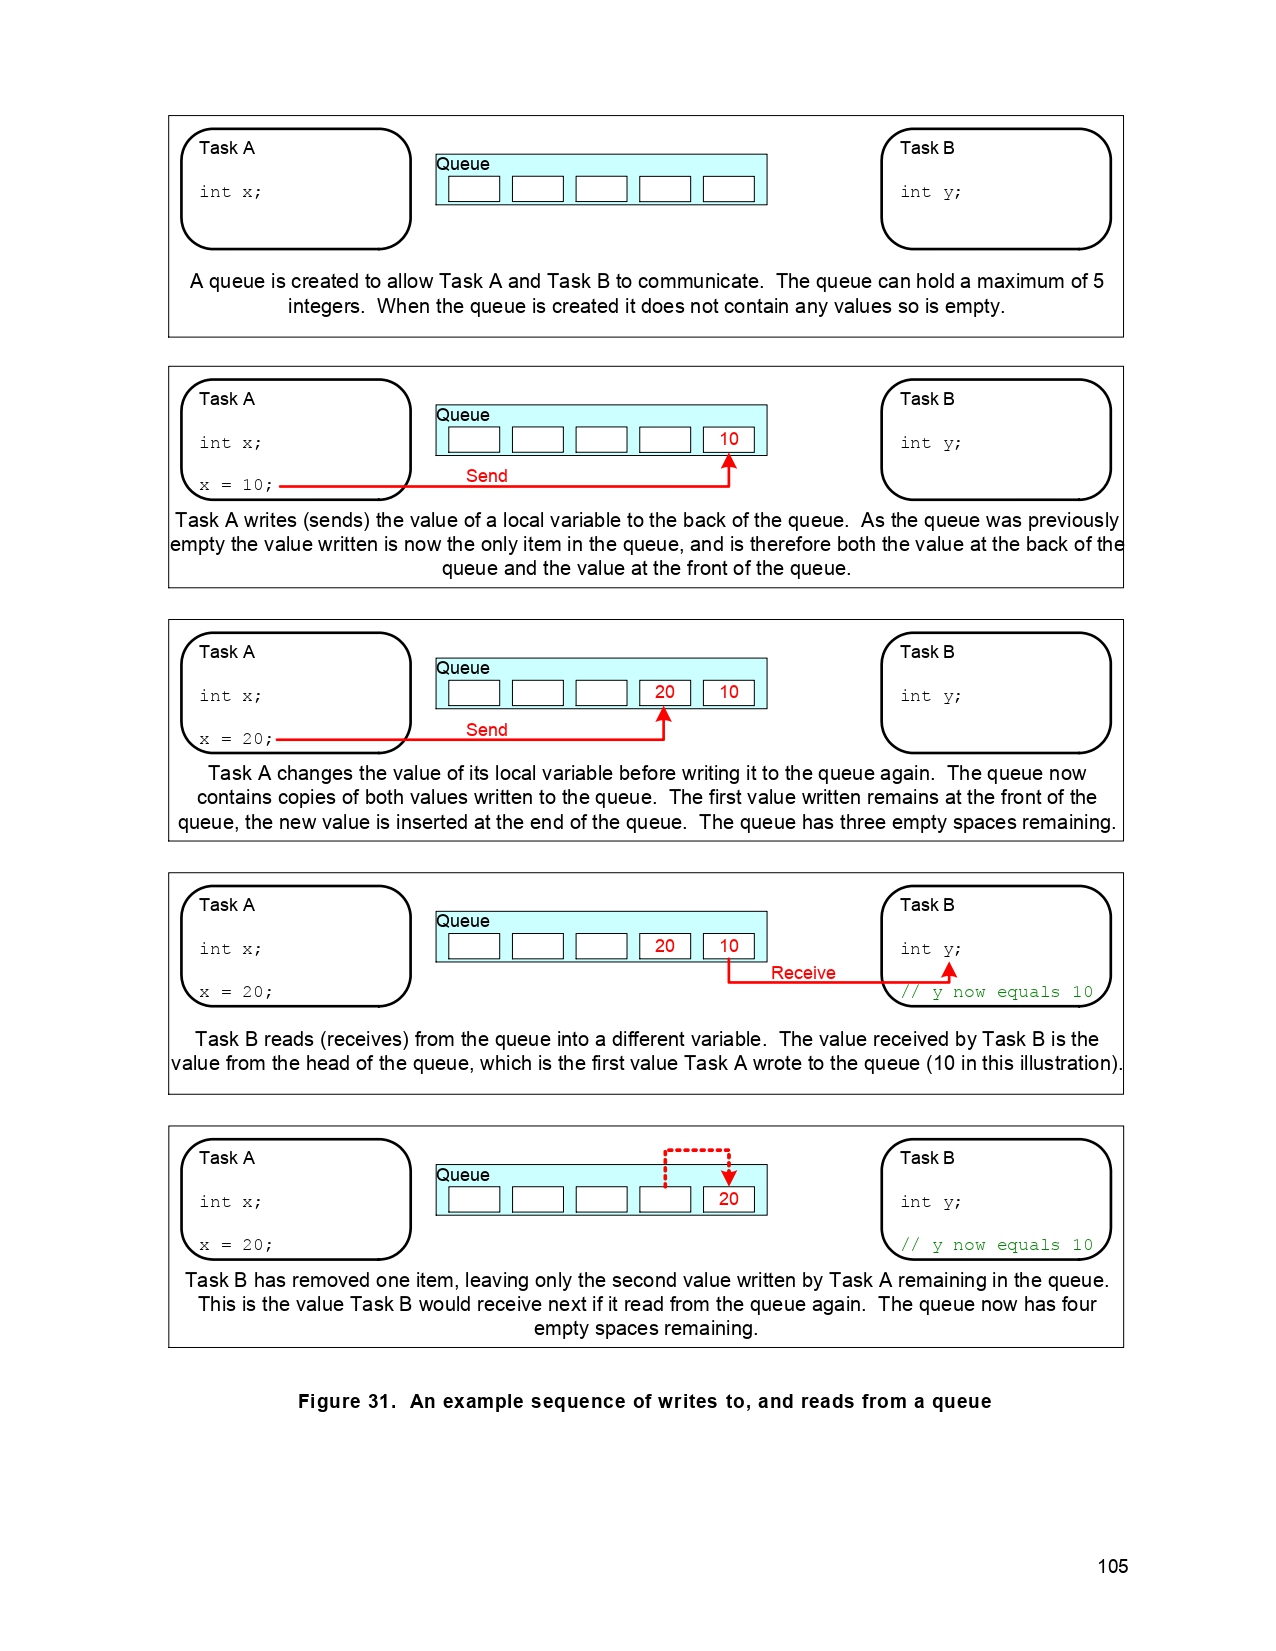 Task A
Queue
Task B
int x;
int y;
A queue is created to allow Task A and Task B to communicate.  The queue can hold a maximum of 5
integers.  When the queue is created it does not contain any values so is empty.
Task A
Queue
Task B
int x;
10
int y;
Send
x = 10;
Task A writes (sends) the value of a local variable to the back of the queue.  As the queue was previously
empty the value written is now the only item in the queue, and is therefore both the value at the back of the
queue and the value at the front of the queue.
Task A
Queue
Task B
int x;
20 10
int y;
Send
x = 20;
Task A changes the value of its local variable before writing it to the queue again.  The queue now
contains copies of both values written to the queue.  The first value written remains at the front of the
queue, the new value is inserted at the end of the queue.  The queue has three empty spaces remaining.
Task A
Queue
Task B
int x;
20 10
int y;
Receive
x = 20;
// y now equals 10
Task B reads (receives) from the queue into a different variable.  The value received by Task B is the
value from the head of the queue, which is the first value Task A wrote to the queue (10 in this illustration).
Task A
Queue
Task B
int x;
20
int y;
x = 20;
// y now equals 10
Task B has removed one item, leaving only the second value written by Task A remaining in the queue.
This is the value Task B would receive next if it read from the queue again.  The queue now has four
empty spaces remaining.
Figure 31.  An example sequence of writes to, and reads from a queue
105